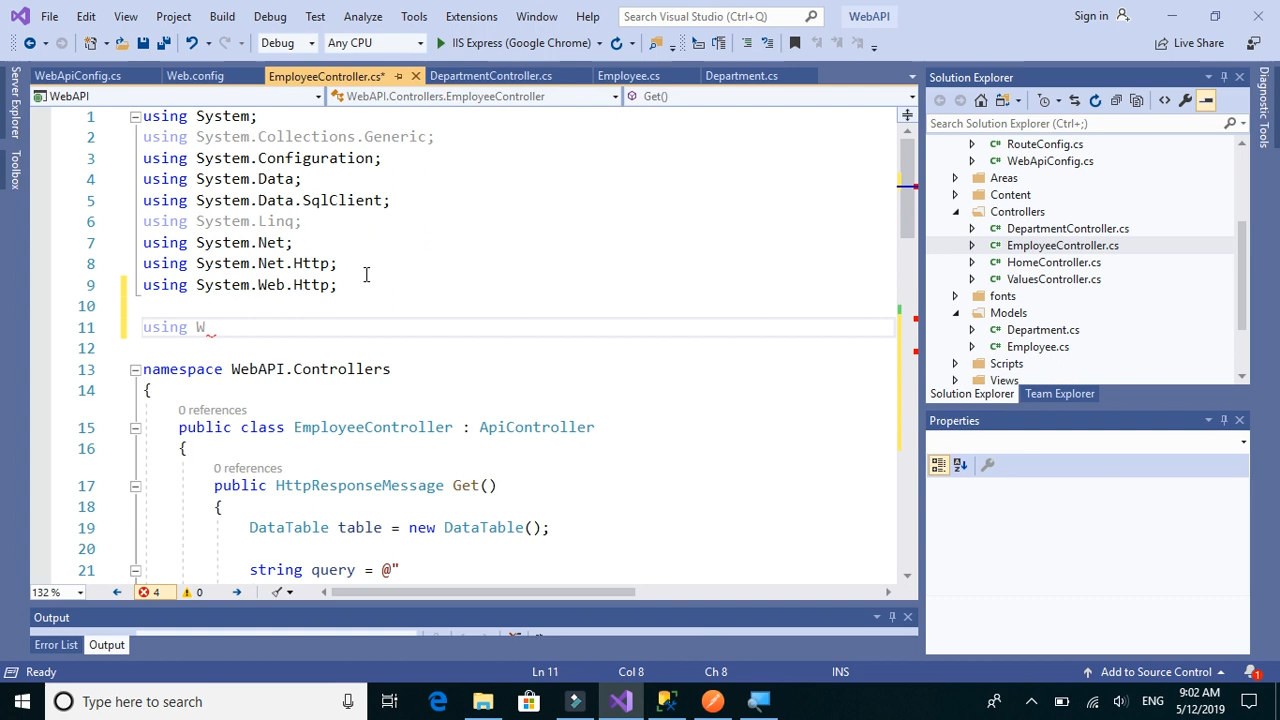 File Edit View Project Build Debug Test Analyze Tools Extensions Window Help Search Visual Studio (Ctrl+Q) WebAPI Sign in
Debug Any CPU IIS Express (Google Chrome) Live Share
Server Explorer
Toolbox
WebApiConfig.cs Web.config EmployeeController.cs* DepartmentController.cs Employee.cs Department.cs
WebAPI WebAPI.Controllers.EmployeeController Get()
1 using System;
2 using System.Collections.Generic;
3 using System.Configuration;
4 using System.Data;
5 using System.Data.SqlClient;
6 using System.Linq;
7 using System.Net;
8 using System.Net.Http;
9 using System.Web.Http;
10
11 using W
12
13 namespace WebAPI.Controllers
14 {
0 references
15 public class EmployeeController : ApiController
16 {
0 references
17 public HttpResponseMessage Get()
18 {
19 DataTable table = new DataTable();
20
21 string query = @"
132 % 4 0
Output
Error List Output
Solution Explorer
Search Solution Explorer (Ctrl+;)
RouteConfig.cs
WebApiConfig.cs
Areas
Content
Controllers
DepartmentController.cs
EmployeeController.cs
HomeController.cs
ValuesController.cs
fonts
Models
Department.cs
Employee.cs
Scripts
Views
Solution Explorer Team Explorer
Properties
Diagnostic Tools
Ready Ln 11 Col 8 Ch 8 INS Add to Source Control 1
Type here to search ENG 9:02 AM
5/12/2019